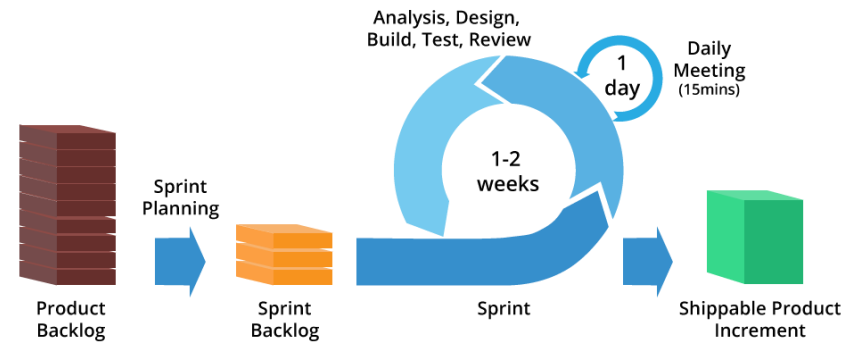 Analysis, Design,
Build, Test, Review
1
day
Daily
Meeting
(15mins)
1-2
weeks
Sprint
Planning
Product
Backlog
Sprint
Backlog
Sprint
Shippable Product
Increment